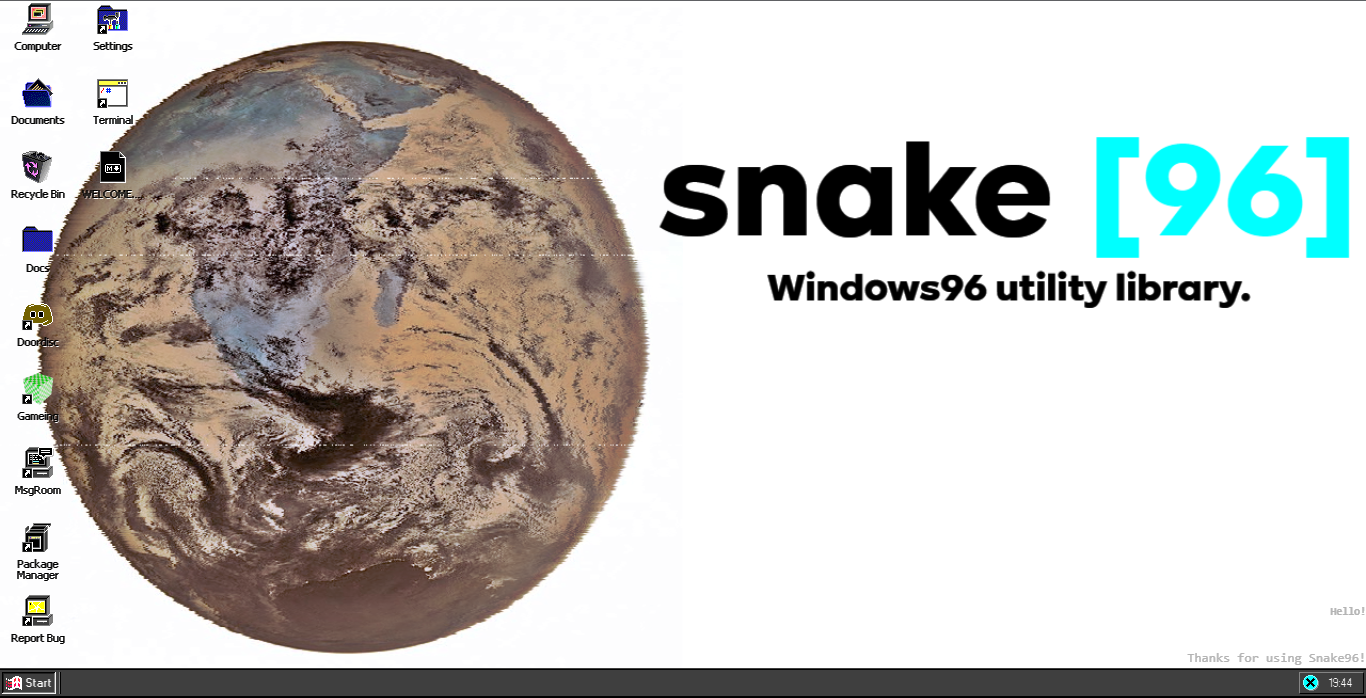 Computer
Settings
Documents
Terminal
Recycle Bin
WELCOME...
Docs
Doordisc
Gameing
MsgRoom
Package
Manager
Report Bug
snake [96]
Windows96 utility library.
Hello!
Thanks for using Snake96!
Start
19:44